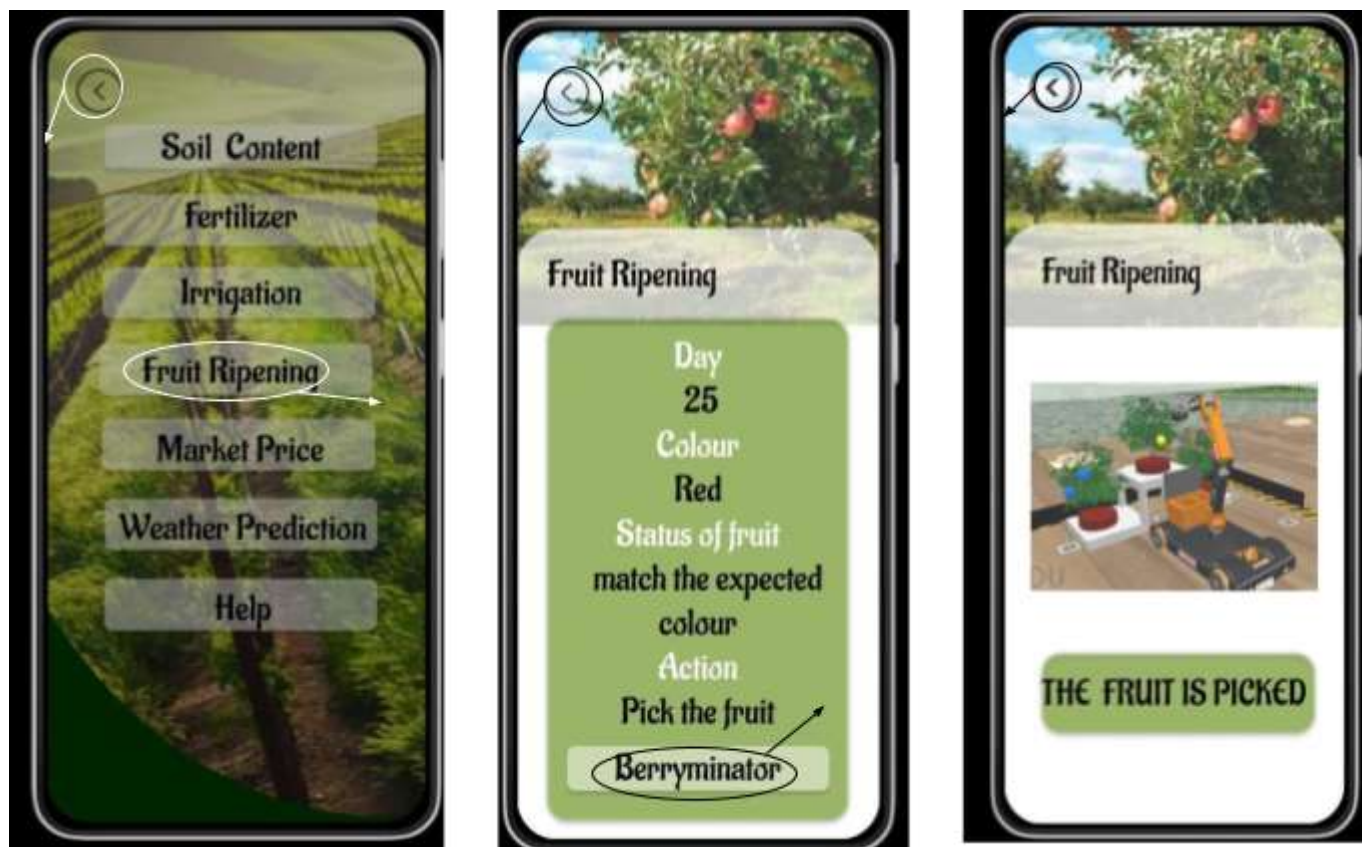 Soil Content
Fertilizer
Irrigation
Fruit Ripening
Market Price
Weather Prediction
Help
Fruit Ripening
Day
25
Colour
Red
Status of fruit
match the expected
colour
Action
Pick the fruit
Berryminator
Fruit Ripening
THE FRUIT IS PICKED